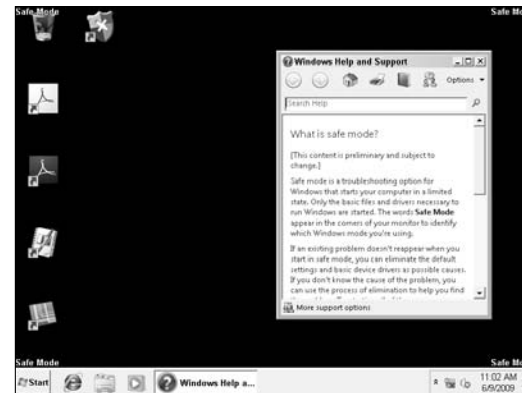 Safe Mode
Safe Mo
Windows Help and Support
Options
Search Help
What is safe mode?
[This content is preliminary and subject to
change.]
Safe mode is a troubleshooting option for
Windows that starts your computer in a limited
state. Only the basic files and drivers necessary to
run Windows are started. The words Safe Mode
appear in the corners of your monitor to identify
which Windows mode you're using.
If an existing problem doesn't reappear when you
start in safe mode, you can eliminate the default
settings and basic device drivers as possible causes.
If you don't know the cause of the problem, you
can use the process of elimination to help you find
More support options
Safe Mode
Safe Mo
Start
Windows Help a...
11:02 AM
6/9/2009